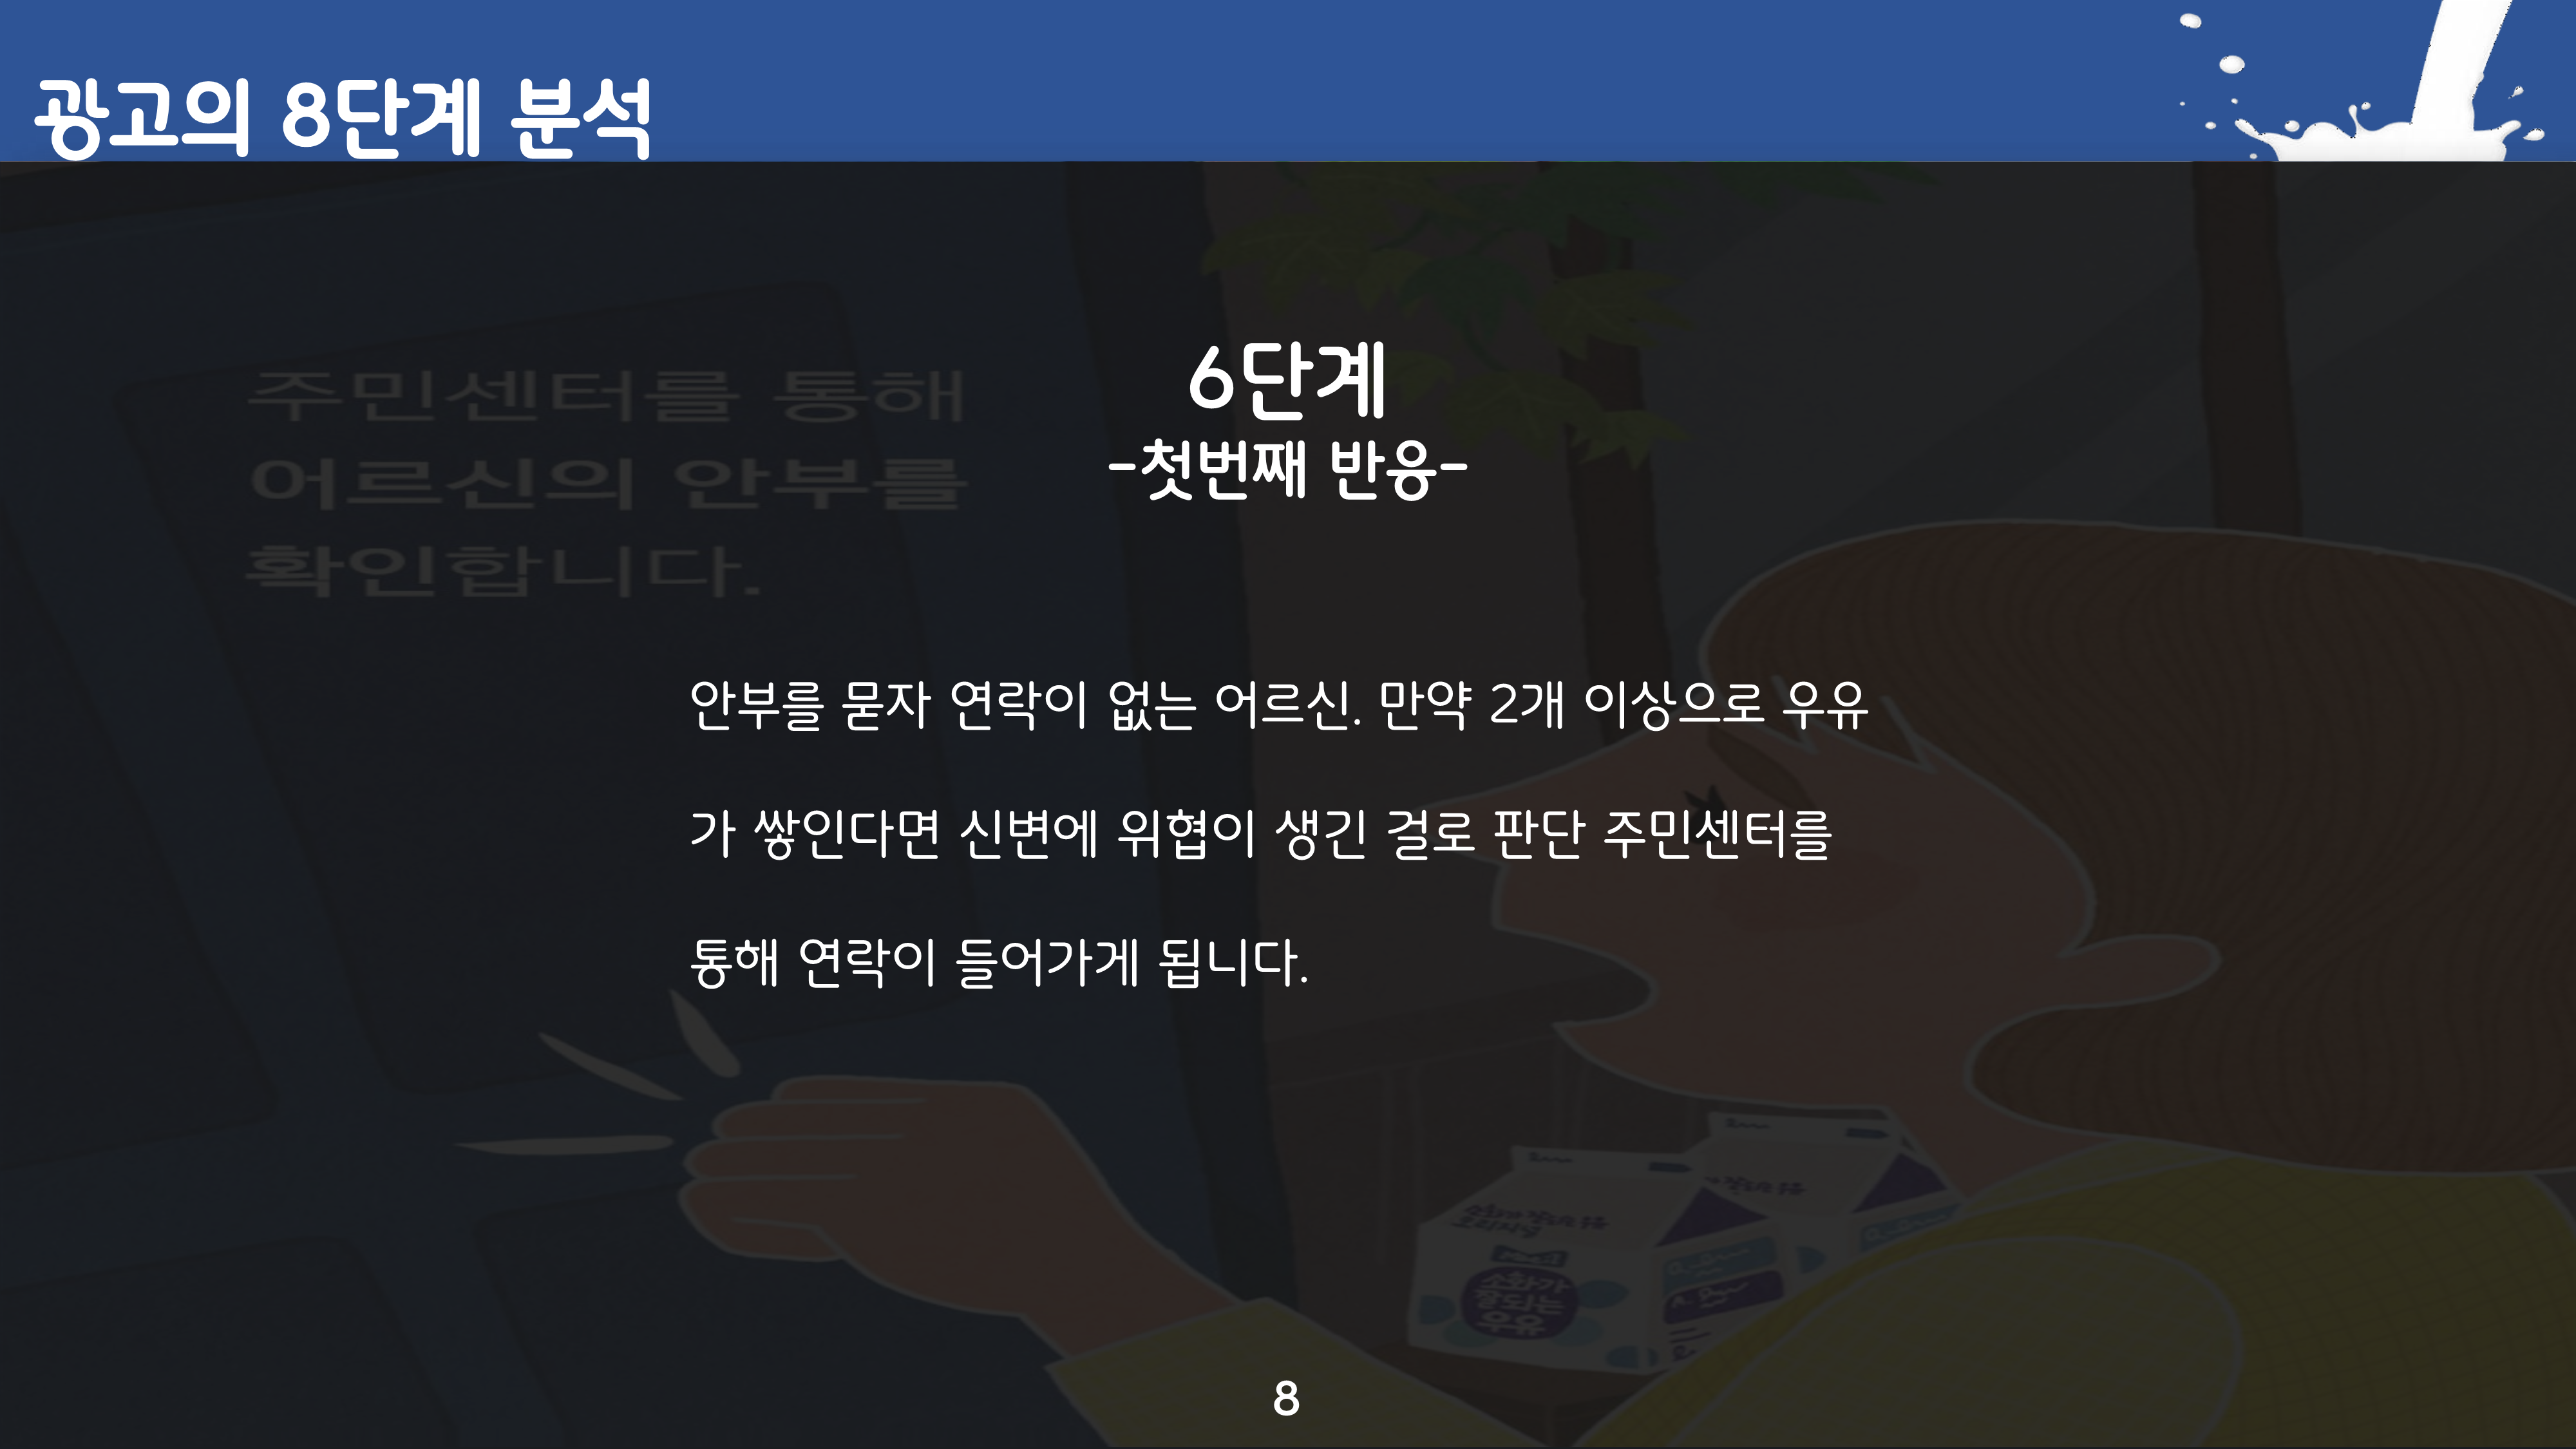 광고의 8단계 분석
6단계
-첫번째 반응-
주민센터를 통해
어르신의 안부를
확인합니다.
안부를 묻자 연락이 없는 어르신. 만약 2개 이상으로 우유
가 쌓인다면 신변에 위협이 생긴 걸로 판단 주민센터를
통해 연락이 들어가게 됩니다.
소화가
잘되는
우유
8